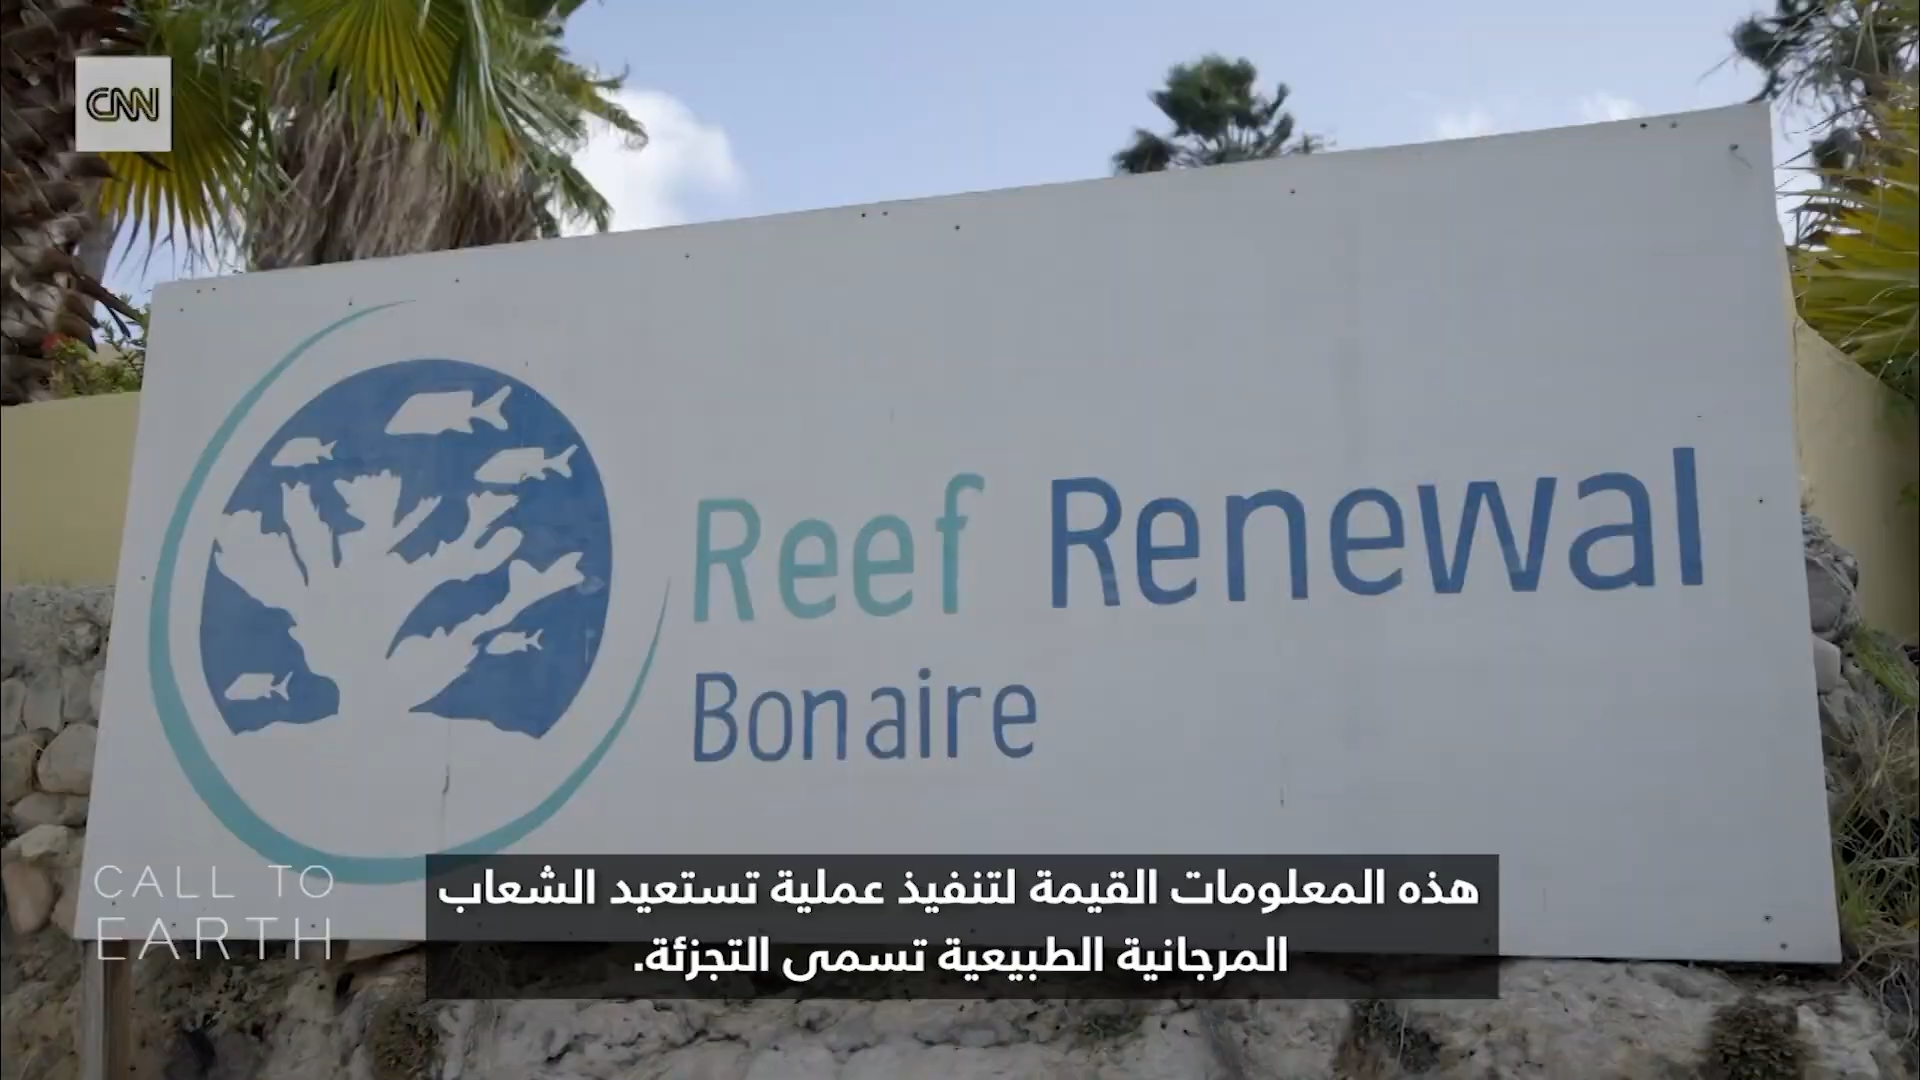 CNN
Reef Renewal
Bonaire
CALL TO
EARTH
هذه المعلومات القيمة لتنفيذ عملية تستعيد الشعاب
المرجانية الطبيعية تسمى التجزئة.